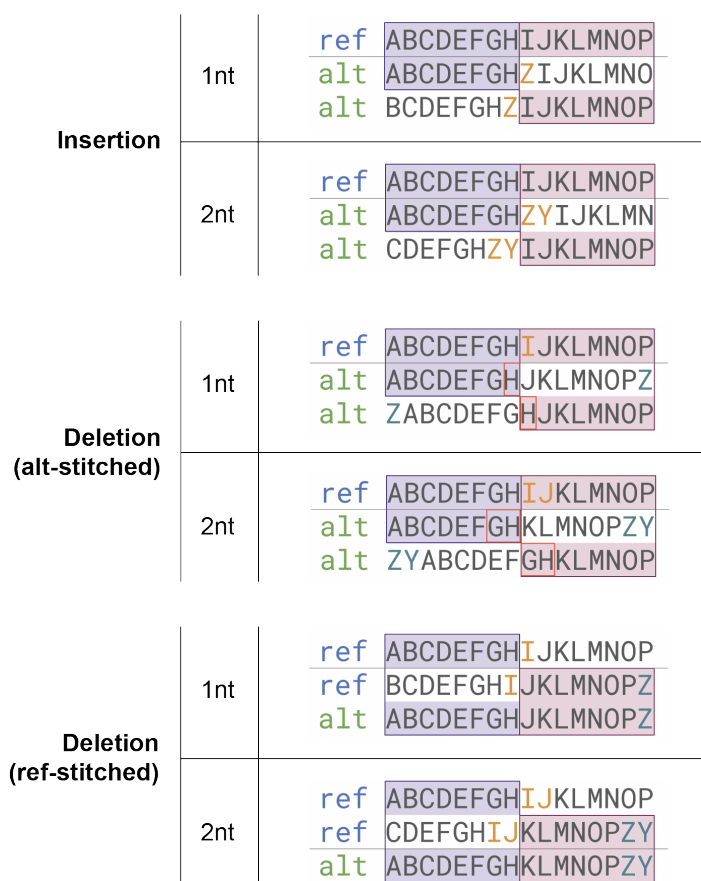 ref ABCDEFGHIJKLMNOP
1nt alt ABCDEFGHZIJKLMNO
alt BCDEFGHZIJKLMNOP
Insertion
ref ABCDEFGHIJKLMNOP
2nt alt ABCDEFGHZYIJKLMN
alt CDEFGHZYIJKLMNOP
ref ABCDEFGHIJKLMNOP
1nt alt ABCDEFGHJKLMNOPZ
alt ZABCDEFGHJKLMNOP
Deletion
(alt-stitched)
ref ABCDEFGHIJKLMNOP
2nt alt ABCDEFGHKLMNOPZY
alt ZYABCDEFGHKLMNOP
ref ABCDEFGHIJKLMNOP
1nt ref BCDEFGHIJKLMNOPZ
alt ABCDEFGHJKLMNOPZ
Deletion
(ref-stitched)
ref ABCDEFGHIJKLMNOP
2nt ref CDEFGHIJKLMNOPZY
alt ABCDEFGHKLMNOPZY